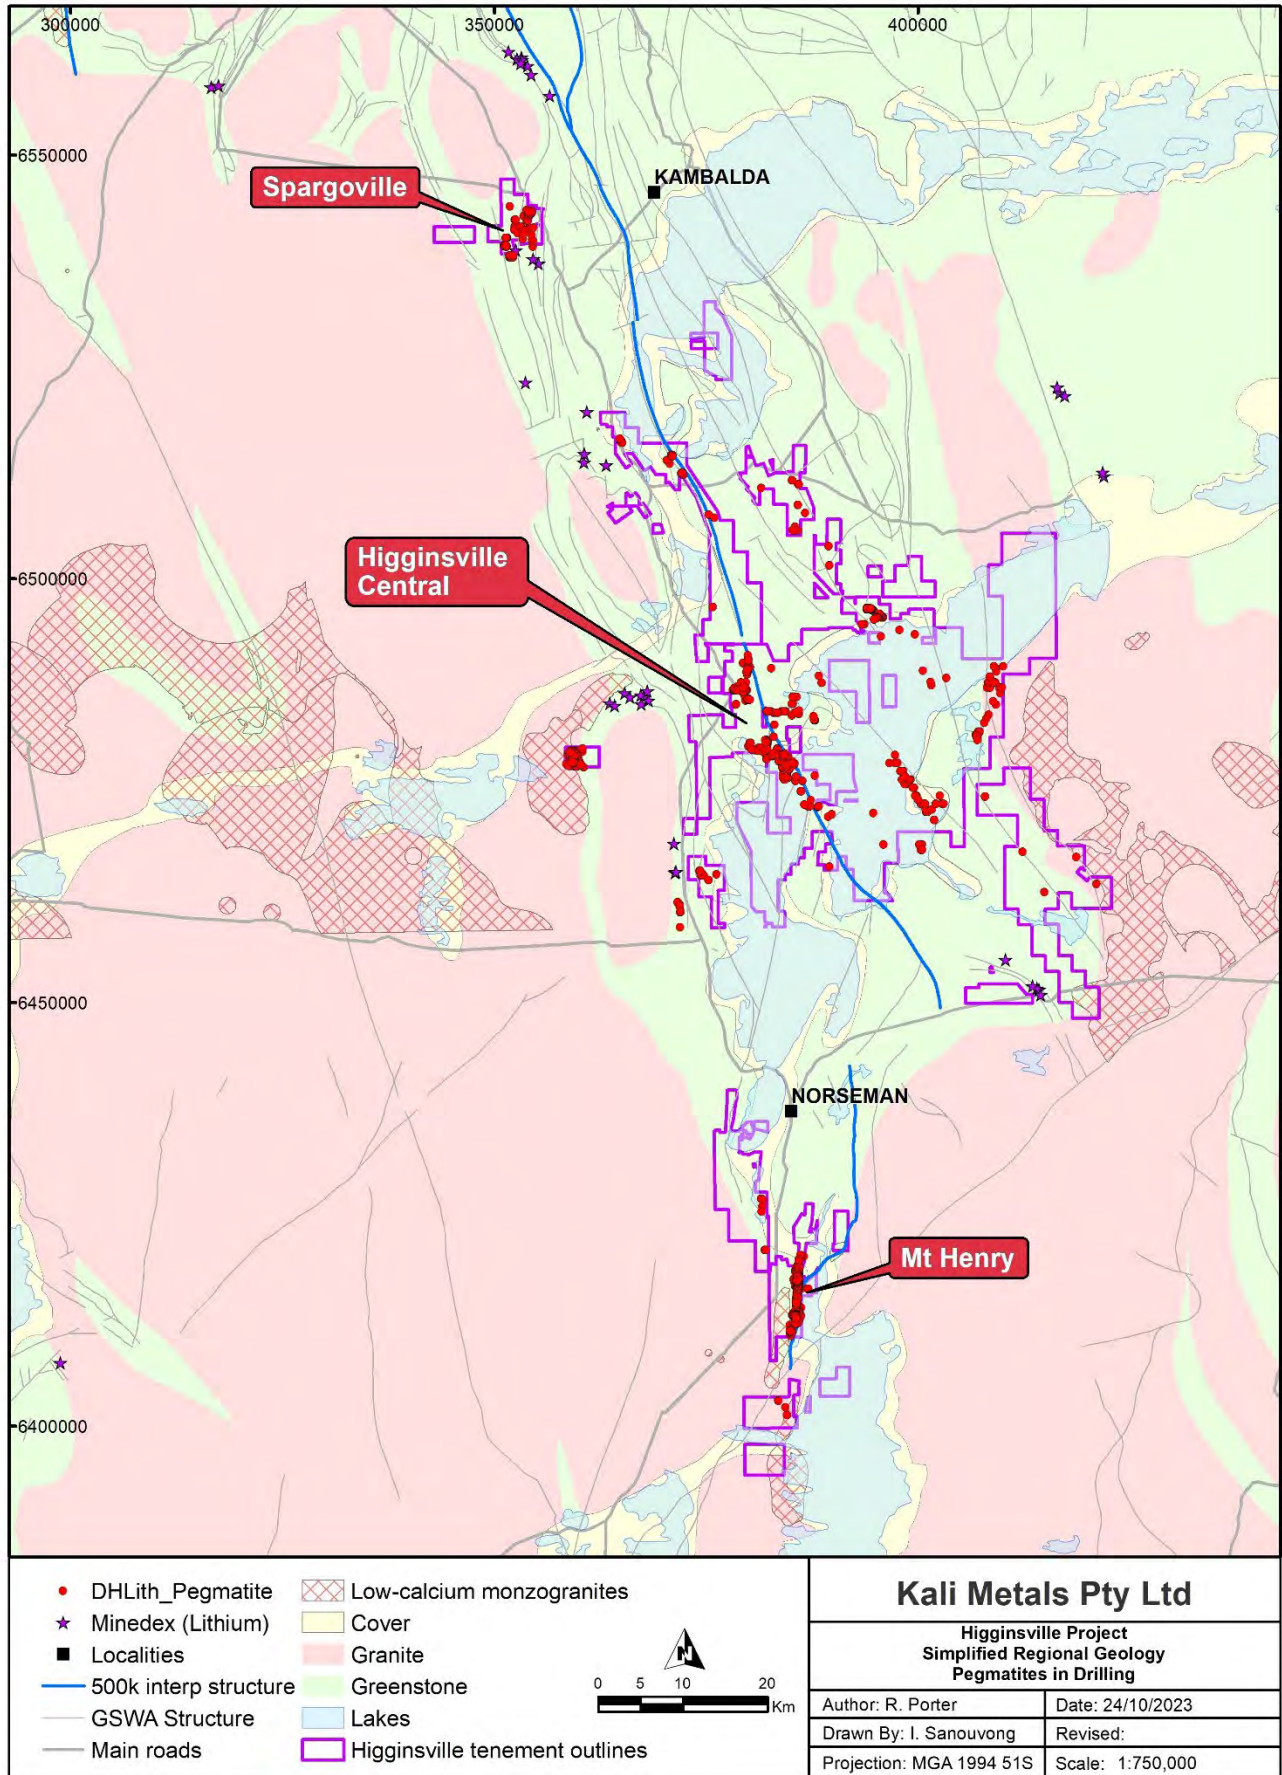 300000
350000
400000
6550000
KAMBALDA
Spargoville
Higginsville
Central
6500000
6450000
NORSEMAN
Mt Henry
6400000
DHLith_Pegmatite
Minedex (Lithium)
Localities
500k interp structure
GSWA Structure
Main roads
Low-calcium monzogranites
Cover
Granite
Greenstone
Lakes
Higginsville tenement outlines
N
0 5 10 20
Km
Kali Metals Pty Ltd
Higginsville Project
Simplified Regional Geology
Pegmatites in Drilling
Author: R. Porter
Date: 24/10/2023
Drawn By: I. Sanouvong
Revised:
Projection: MGA 1994 51S
Scale: 1:750,000